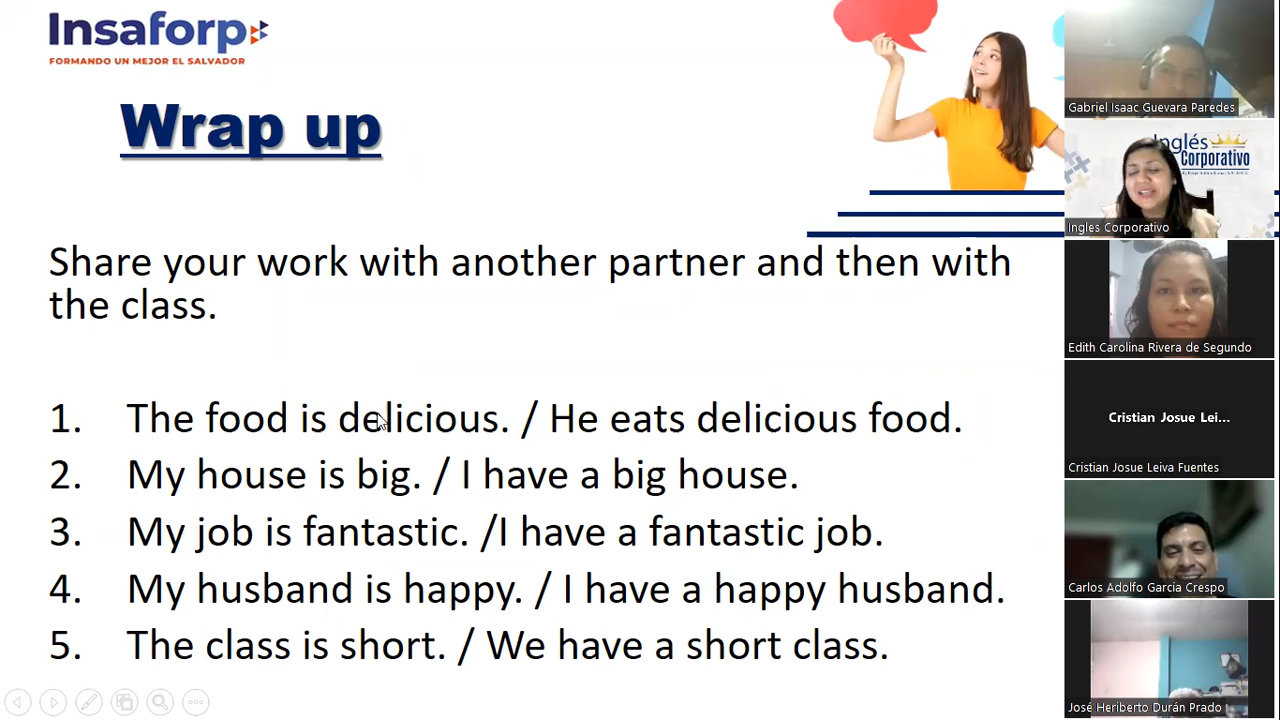 Insaforp
FORMANDO UN MEJOR EL SALVADOR
Wrap up
Share your work with another partner and then with
the class.
1. The food is delicious. / He eats delicious food.
2. My house is big. / I have a big house.
3. My job is fantastic. /I have a fantastic job.
4. My husband is happy. / I have a happy husband.
5. The class is short. / We have a short class.
Gabriel Isaac Guevara Paredes
Inglés
Corporativo
Ingles Corporativo
Edith Carolina Rivera de Segundo
Cristian Josue Lei...
Cristian Josue Leiva Fuentes
Carlos Adolfo Garcia Crespo
José Heriberto Durán Prado